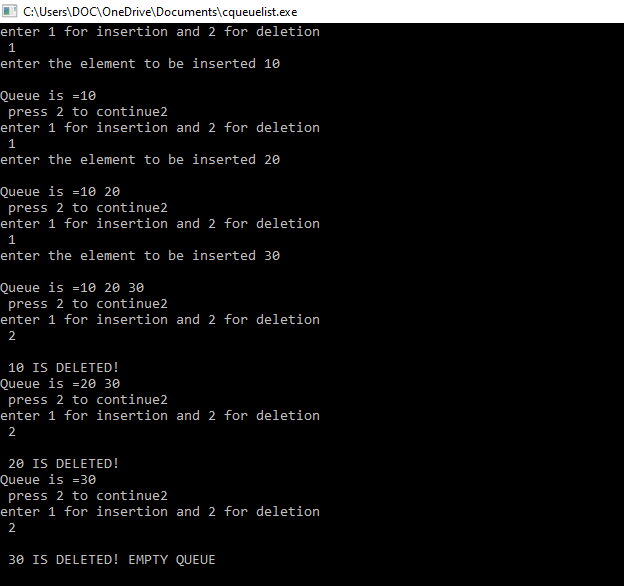 C:\Users\DOC\OneDrive\Documents\cqueuelist.exe
enter 1 for insertion and 2 for deletion
1
enter the element to be inserted 10
Queue is =10
press 2 to continue2
enter 1 for insertion and 2 for deletion
1
enter the element to be inserted 20
Queue is =10 20
press 2 to continue2
enter 1 for insertion and 2 for deletion
1
enter the element to be inserted 30
Queue is =10 20 30
press 2 to continue2
enter 1 for insertion and 2 for deletion
2
10 IS DELETED!
Queue is =20 30
press 2 to continue2
enter 1 for insertion and 2 for deletion
2
20 IS DELETED!
Queue is =30
press 2 to continue2
enter 1 for insertion and 2 for deletion
2
30 IS DELETED! EMPTY QUEUE